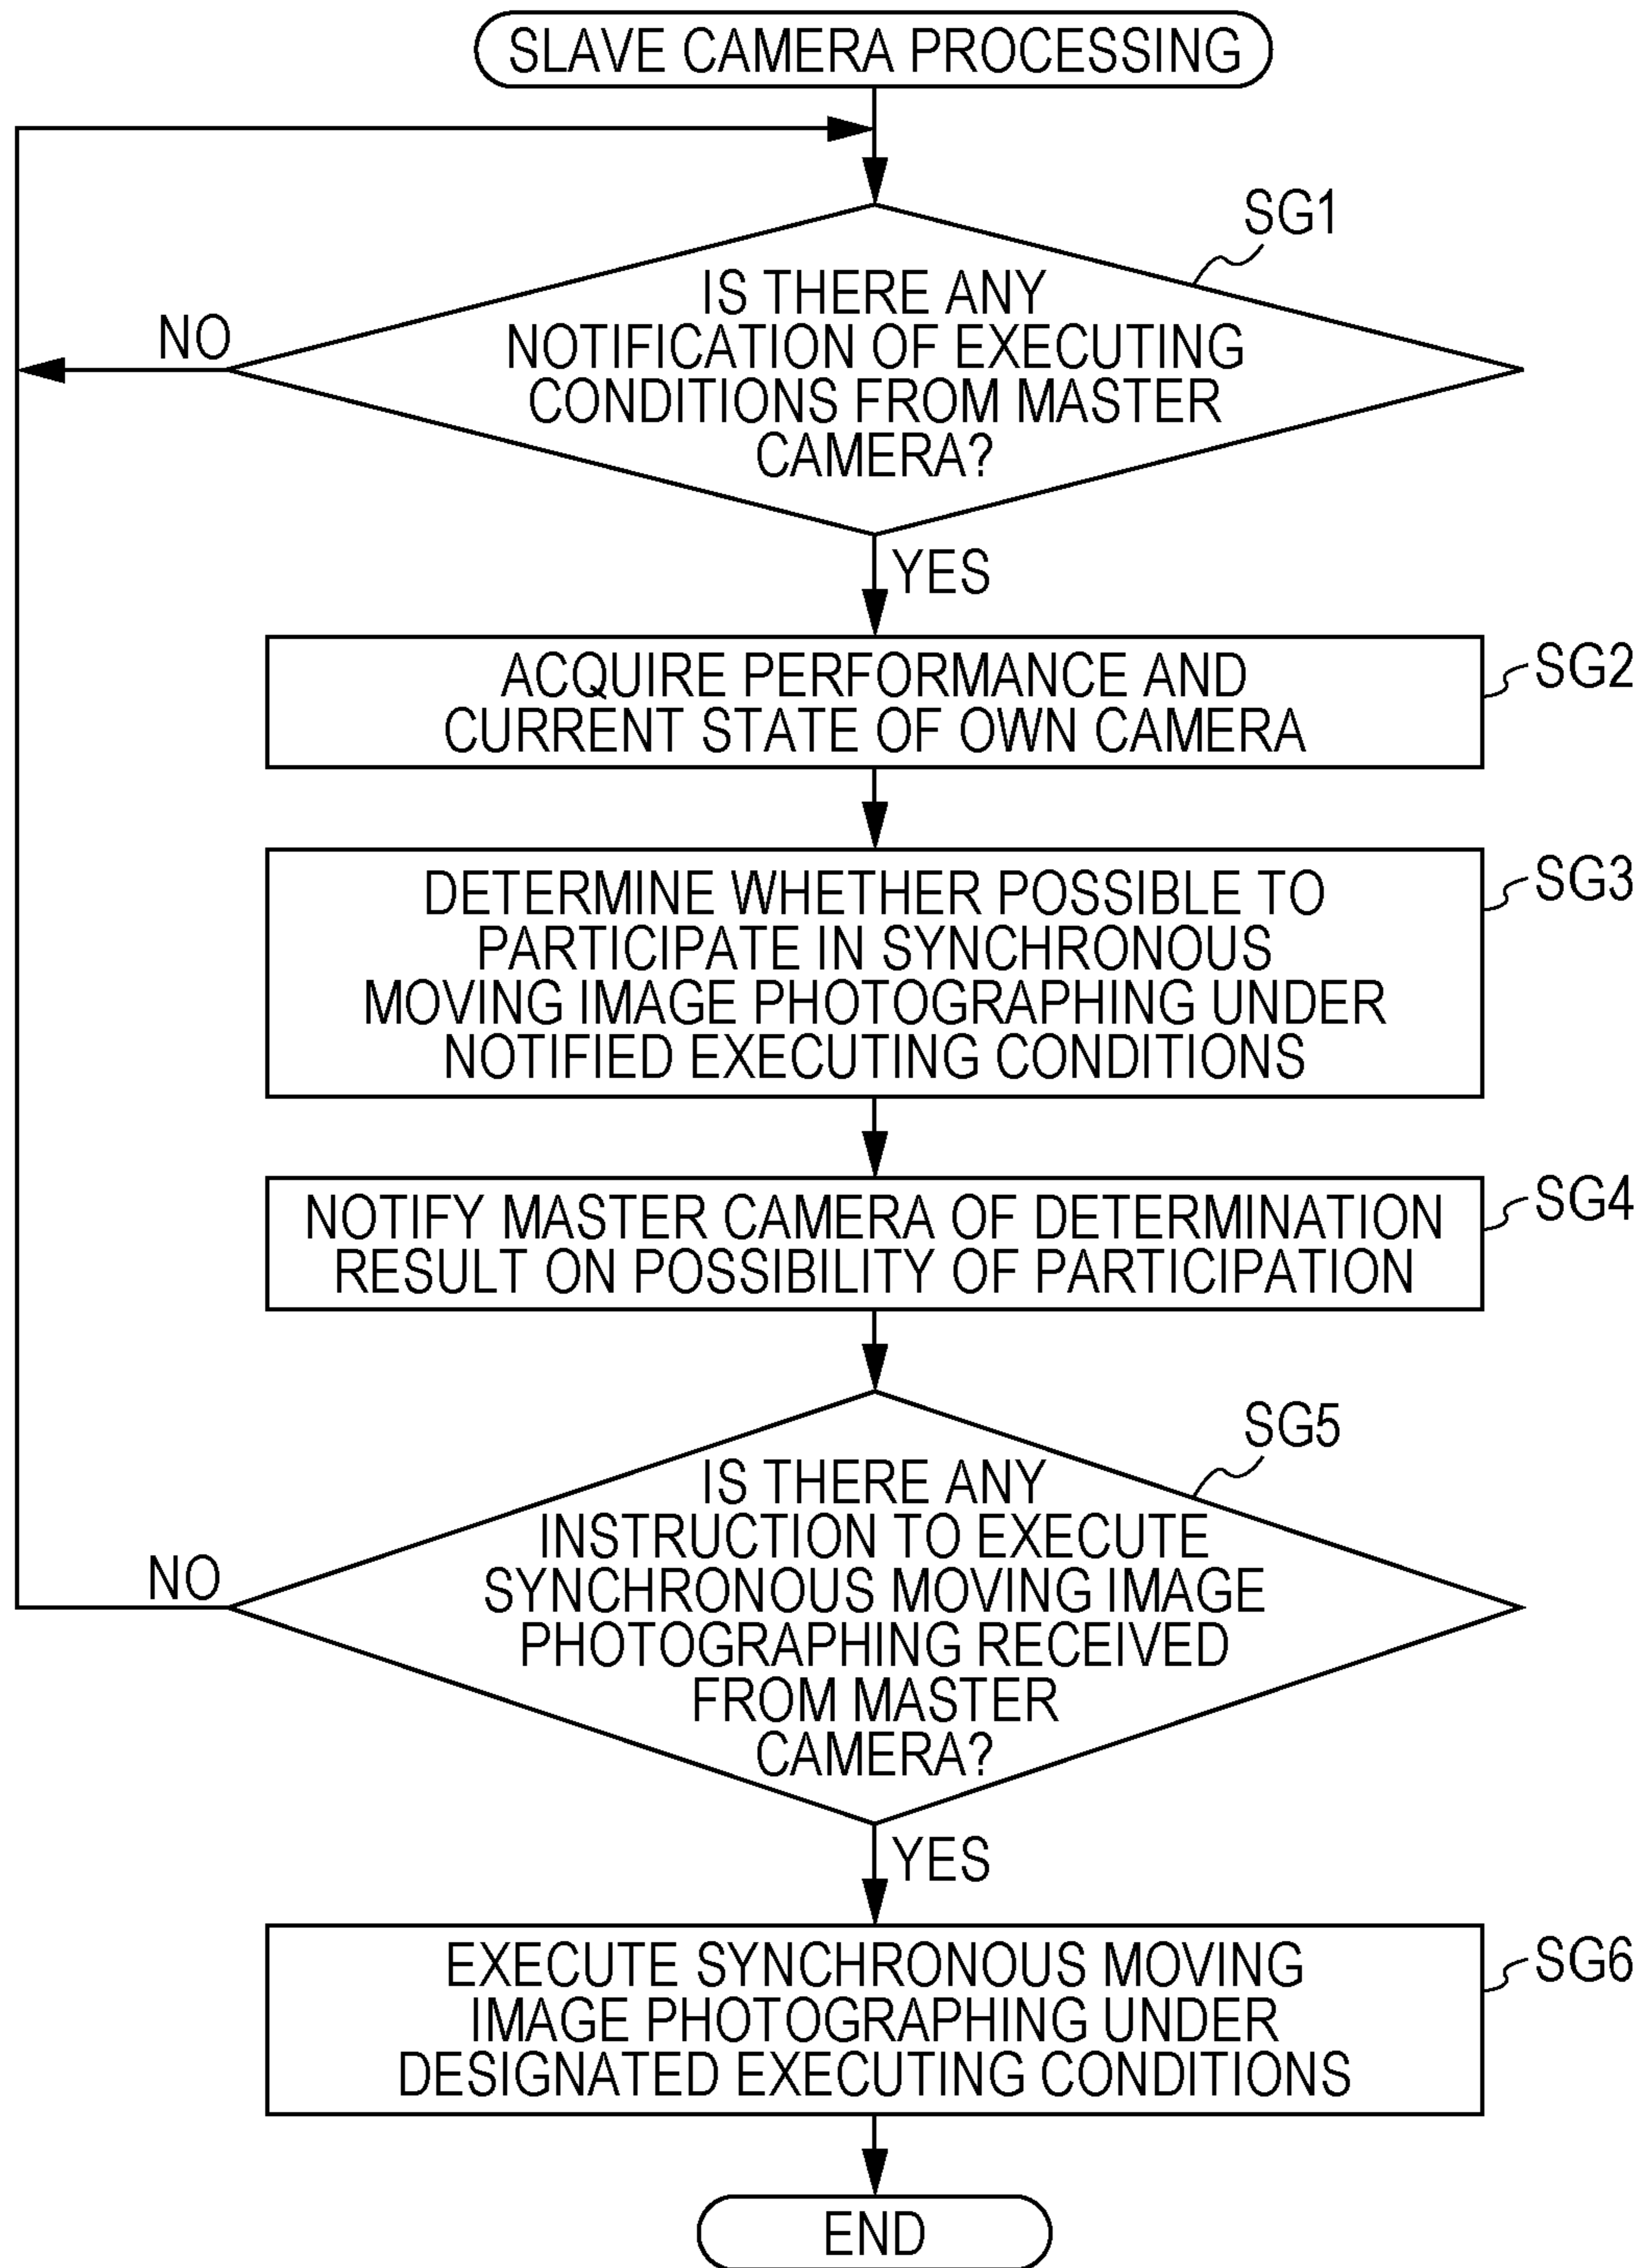 SLAVE CAMERA PROCESSING
SG1
IS THERE ANY
NOTIFICATION OF EXECUTING
CONDITIONS FROM MASTER
CAMERA?
NO
YES
ACQUIRE PERFORMANCE AND
CURRENT STATE OF OWN CAMERA
SG2
DETERMINE WHETHER POSSIBLE TO
PARTICIPATE IN SYNCHRONOUS
MOVING IMAGE PHOTOGRAPHING UNDER
NOTIFIED EXECUTING CONDITIONS
SG3
NOTIFY MASTER CAMERA OF DETERMINATION
RESULT ON POSSIBILITY OF PARTICIPATION
SG4
SG5
IS THERE ANY
INSTRUCTION TO EXECUTE
SYNCHRONOUS MOVING IMAGE
PHOTOGRAPHING RECEIVED
FROM MASTER
CAMERA?
NO
YES
EXECUTE SYNCHRONOUS MOVING
IMAGE PHOTOGRAPHING UNDER
DESIGNATED EXECUTING CONDITIONS
SG6
END